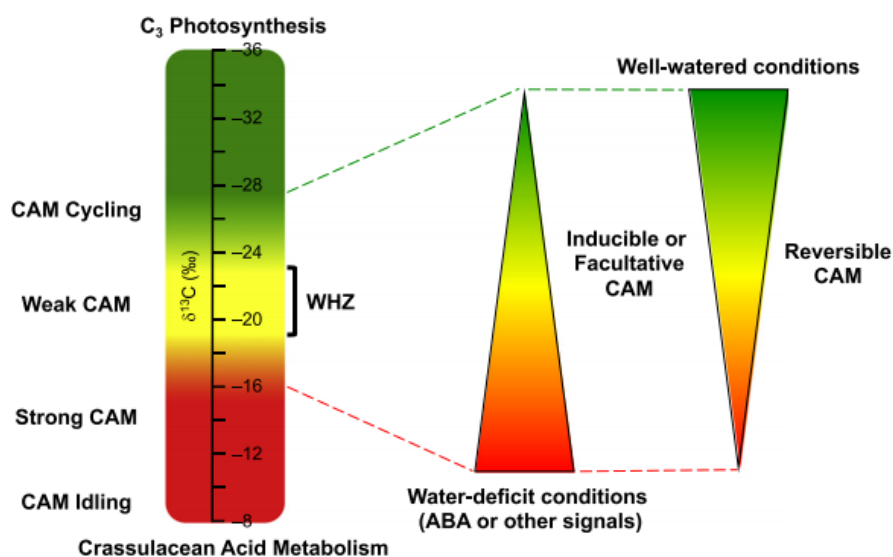 C₃ Photosynthesis
–36
–32
–28
–24
–20
–16
–12
–8
δ¹³C (‰)
CAM Cycling
Weak CAM
Strong CAM
CAM Idling
WHZ
Crassulacean Acid Metabolism
Well-watered conditions
Inducible or
Facultative
CAM
Reversible
CAM
Water-deficit conditions
(ABA or other signals)